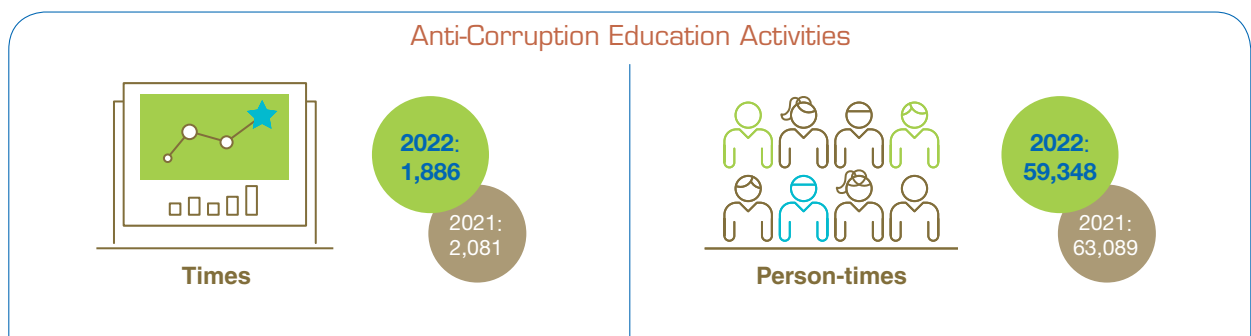 Anti-Corruption Education Activities
2022:
1,886
2021:
2,081
Times
2022:
59,348
2021:
63,089
Person-times